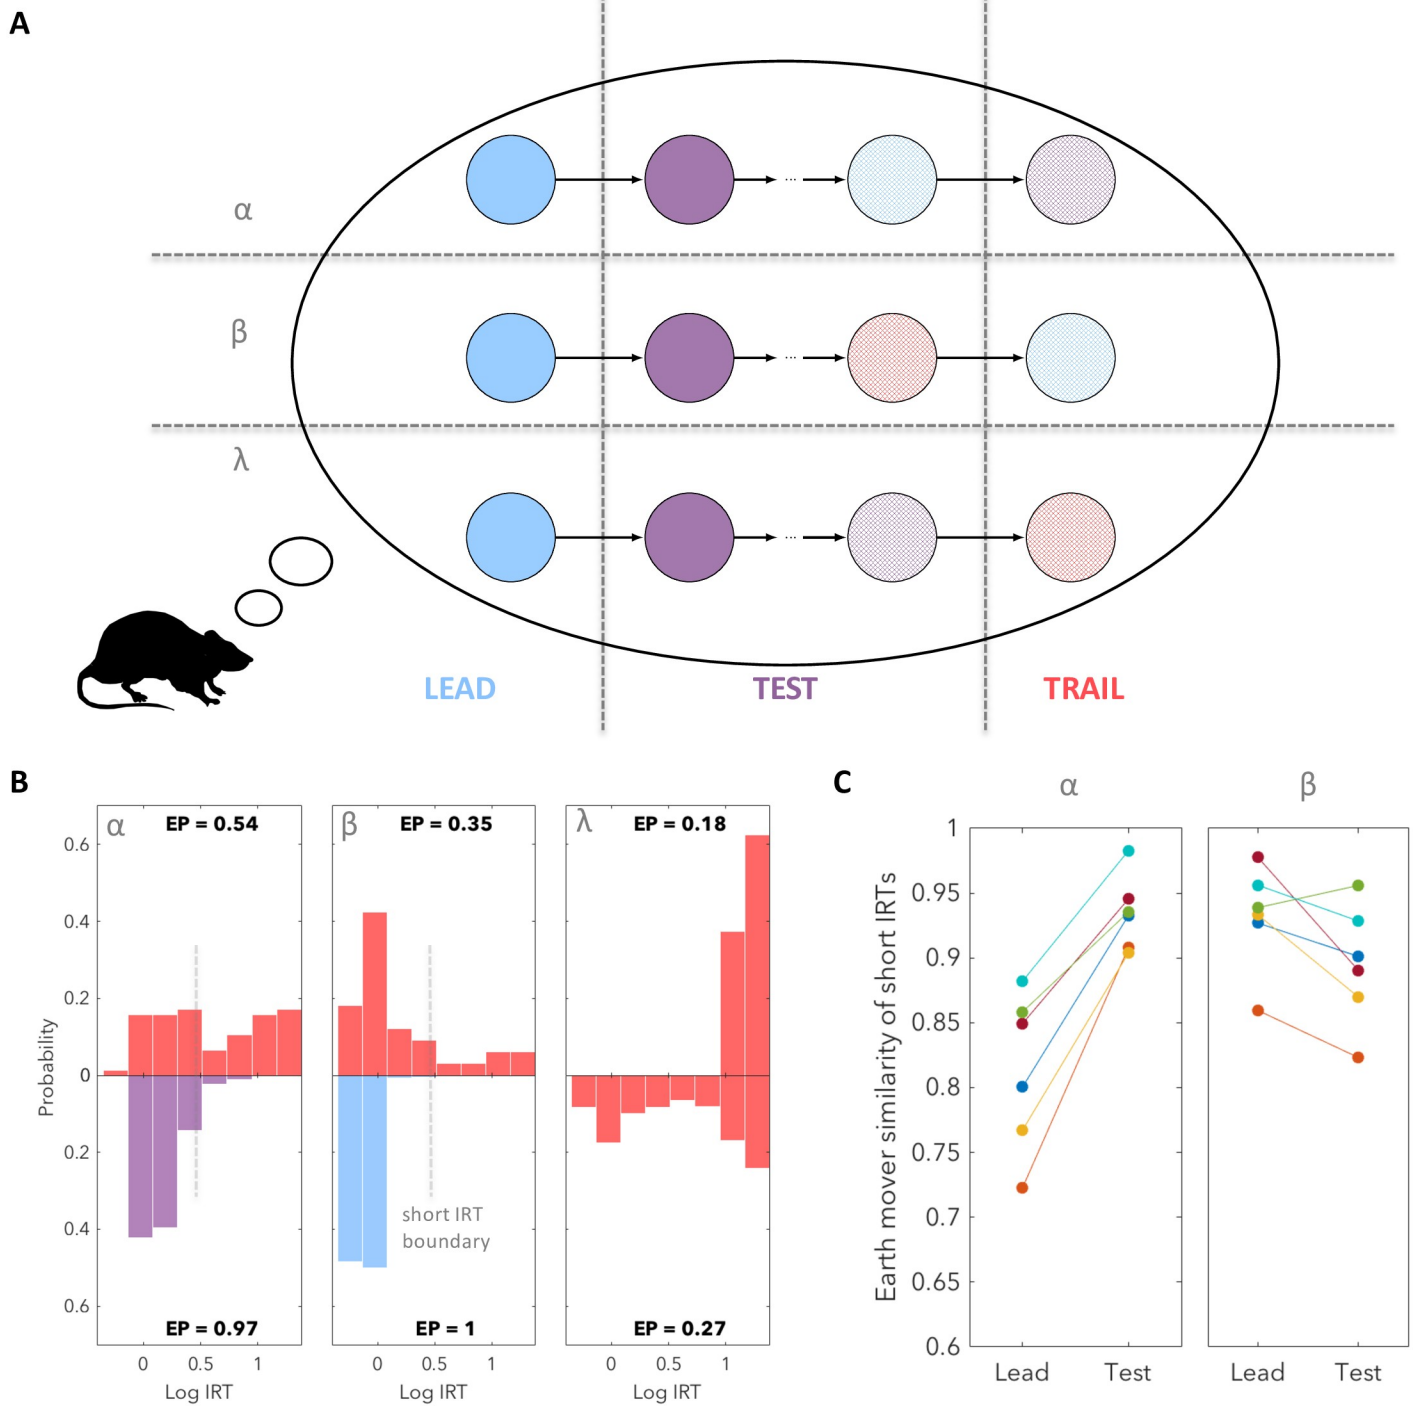 A
α
...
β
...
λ
...
LEAD TEST TRAIL
B
α
EP = 0.54
EP = 0.97
β
EP = 0.35
short IRT
boundary
EP = 1
λ
EP = 0.18
EP = 0.27
Probability
0.6
0.4
0.2
0
0.2
0.4
0.6
0 0.5 1
Log IRT
0 0.5 1
Log IRT
0 1
Log IRT
C
α
β
Earth mover similarity of short IRTs
1
0.95
0.9
0.85
0.8
0.75
0.7
0.65
0.6
Lead Test
Lead Test